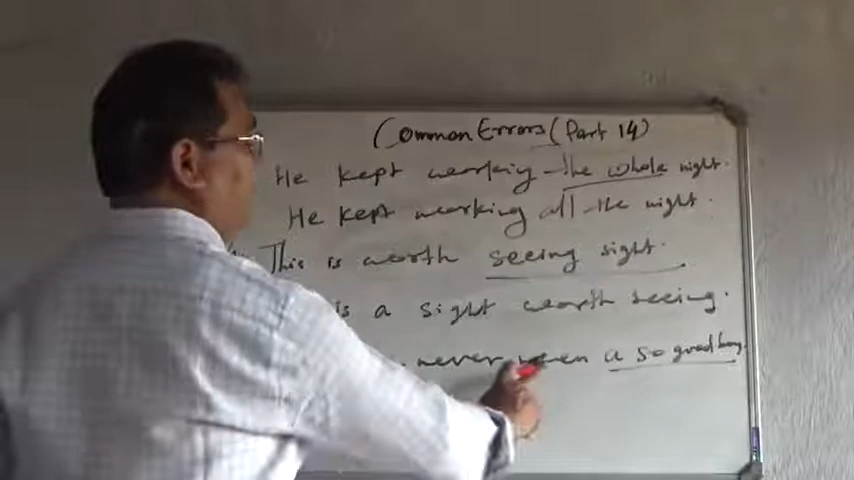 Common Errors (Part 14)
He kept working the whole night.
He kept working all the night.
This is worth seeing sight.
is a sight worth seeing.
never a so good boy.